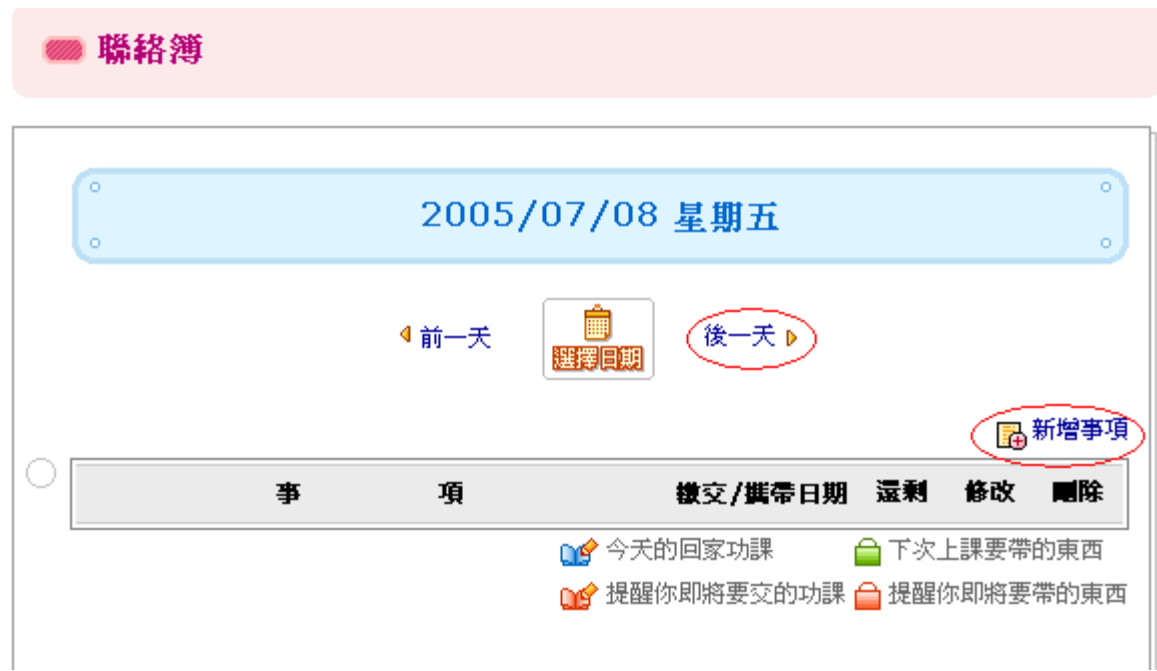 聯絡簿
2005/07/08 星期五
前一天 選擇日期 後一天
新增事項
事 項 繳交/攜帶日期 還剩 修改 刪除
今天的回家功課 下次上課要帶的東西
提醒你即將要交的功課 提醒你即將要帶的東西